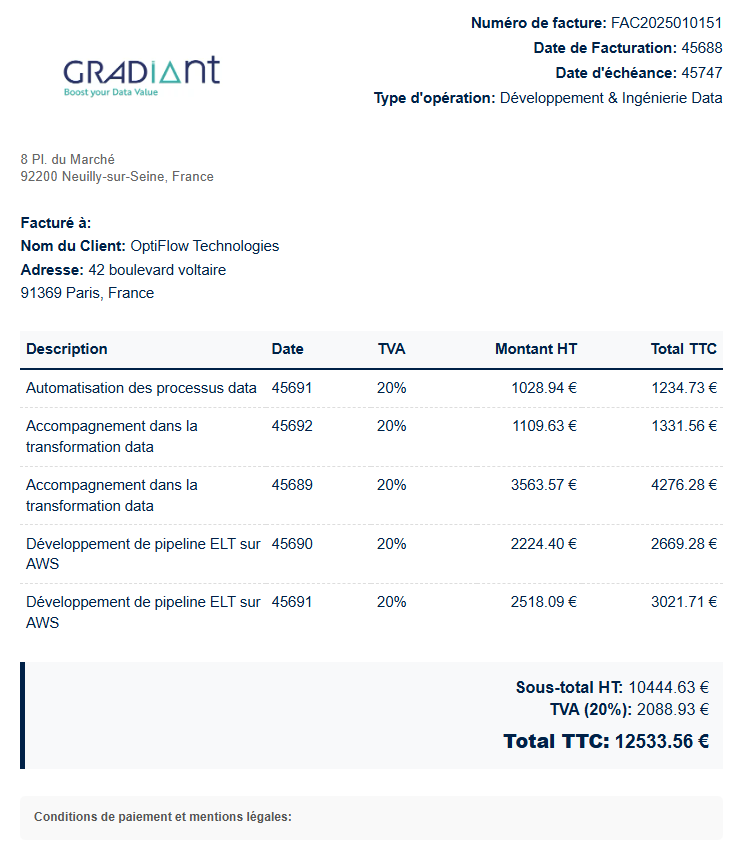 Numéro de facture: FAC2025010151
Date de Facturation: 45688
Date d'échéance: 45747
Type d'opération: Développement & Ingénierie Data
GRADIANT
Boost your Data Value
8 Pl. du Marché
92200 Neuilly-sur-Seine, France
Facturé à:
Nom du Client: OptiFlow Technologies
Adresse: 42 boulevard voltaire
91369 Paris, France
Description Date TVA Montant HT Total TTC
Automatisation des processus data 45691 20% 1028.94 € 1234.73 €
Accompagnement dans la 45692 20% 1109.63 € 1331.56 €
transformation data
Accompagnement dans la 45689 20% 3563.57 € 4276.28 €
transformation data
Développement de pipeline ELT sur 45690 20% 2224.40 € 2669.28 €
AWS
Développement de pipeline ELT sur 45691 20% 2518.09 € 3021.71 €
AWS
Sous-total HT: 10444.63 €
TVA (20%): 2088.93 €
Total TTC: 12533.56 €
Conditions de paiement et mentions légales: